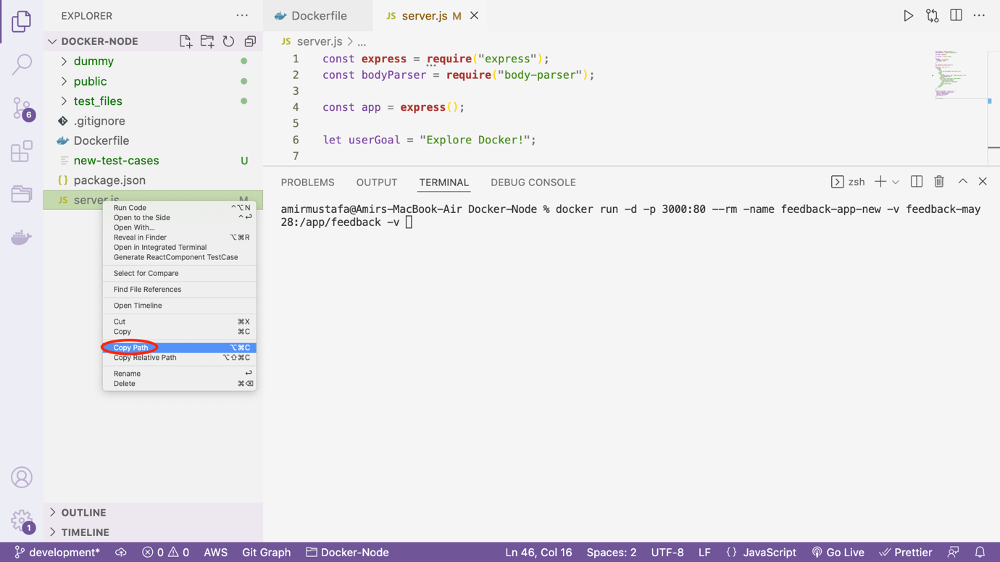 EXPLORER
DOCKER-NODE
dummy
public
test_files
.gitignore
Dockerfile
new-test-cases U
{} package.json
JS server.js M
Run Code ^⌥N
Open to the Side ^↩
Open With...
Reveal in Finder ⌥⌘R
Open in Integrated Terminal
Generate ReactComponent TestCase
Select for Compare
Find File References
Open Timeline
Cut ⌘X
Copy ⌘C
Copy Path ⌥⌘C
Copy Relative Path ⌥⇧⌘C
Rename ↩
Delete ⌘⌫
OUTLINE
TIMELINE
6
1
Dockerfile
JS server.js M
JS server.js > ...
1 const express = require("express");
2 const bodyParser = require("body-parser");
3
4 const app = express();
5
6 let userGoal = "Explore Docker!";
7
PROBLEMS OUTPUT TERMINAL DEBUG CONSOLE
zsh
amirmustafa@Amirs-MacBook-Air Docker-Node % docker run -d -p 3000:80 --rm -name feedback-app-new -v feedback-may
28:/app/feedback -v
development* 0 0 AWS Git Graph Docker-Node Ln 46, Col 16 Spaces: 2 UTF-8 LF {} JavaScript Go Live Prettier